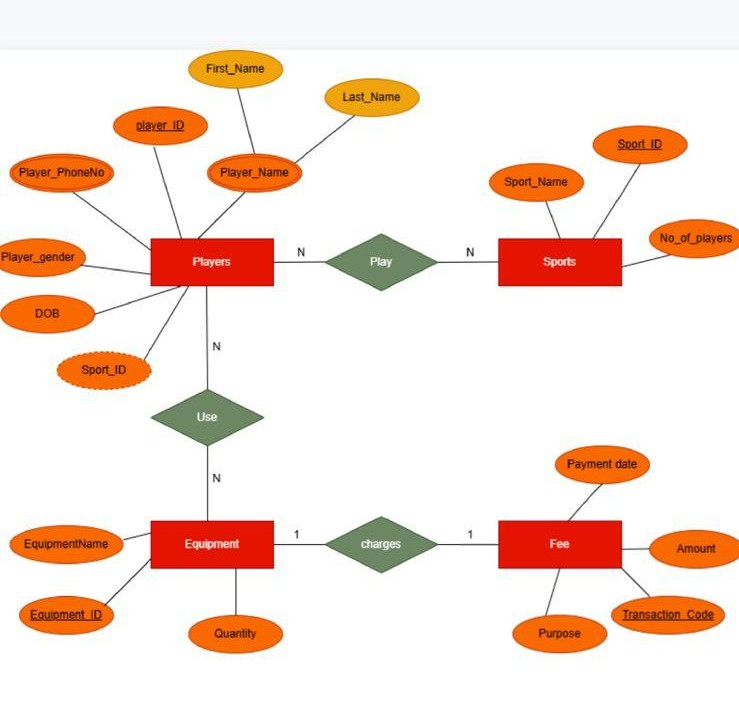 First_Name
Last_Name
player_ID
Sport_ID
Player_PhoneNo
Player_Name
Sport_Name
No_of_players
Player_gender
Players
N
Play
N
Sports
DOB
N
Sport_ID
Use
Payment date
N
EquipmentName
Equipment
1
charges
1
Fee
Amount
Equipment_ID
Quantity
Purpose
Transaction_Code